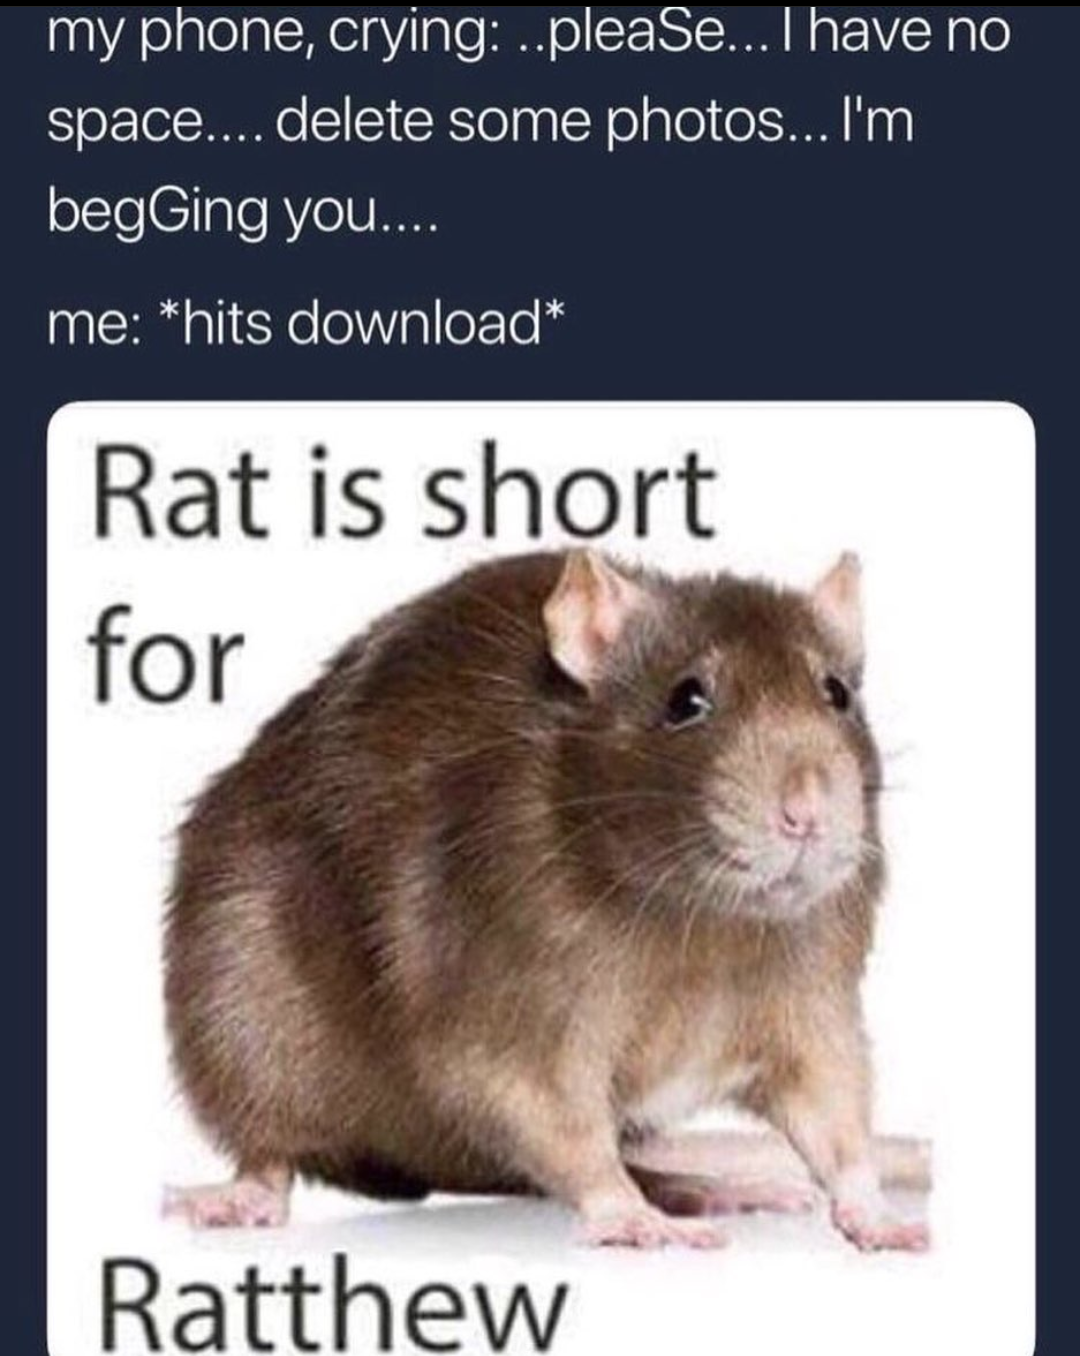 my phone, crying: ..pleaSe... I have no
space.... delete some photos... I'm
begGing you....
me: *hits download*
Rat is short
for
Ratthew